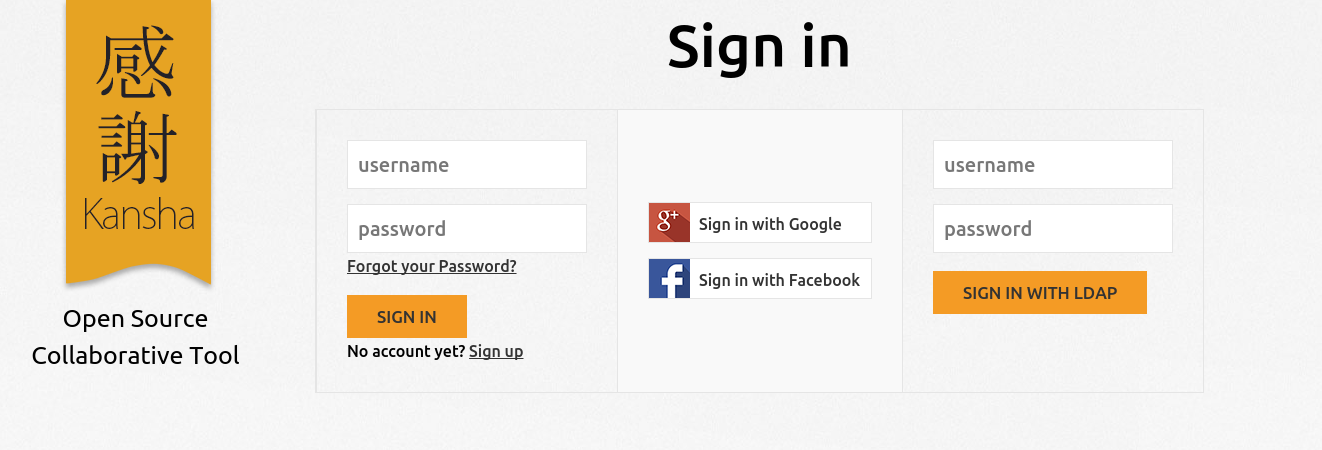 感
謝
Kansha
Open Source
Collaborative Tool
Sign in
username
password
Forgot your Password?
SIGN IN
No account yet? Sign up
g+ Sign in with Google
f Sign in with Facebook
username
password
SIGN IN WITH LDAP